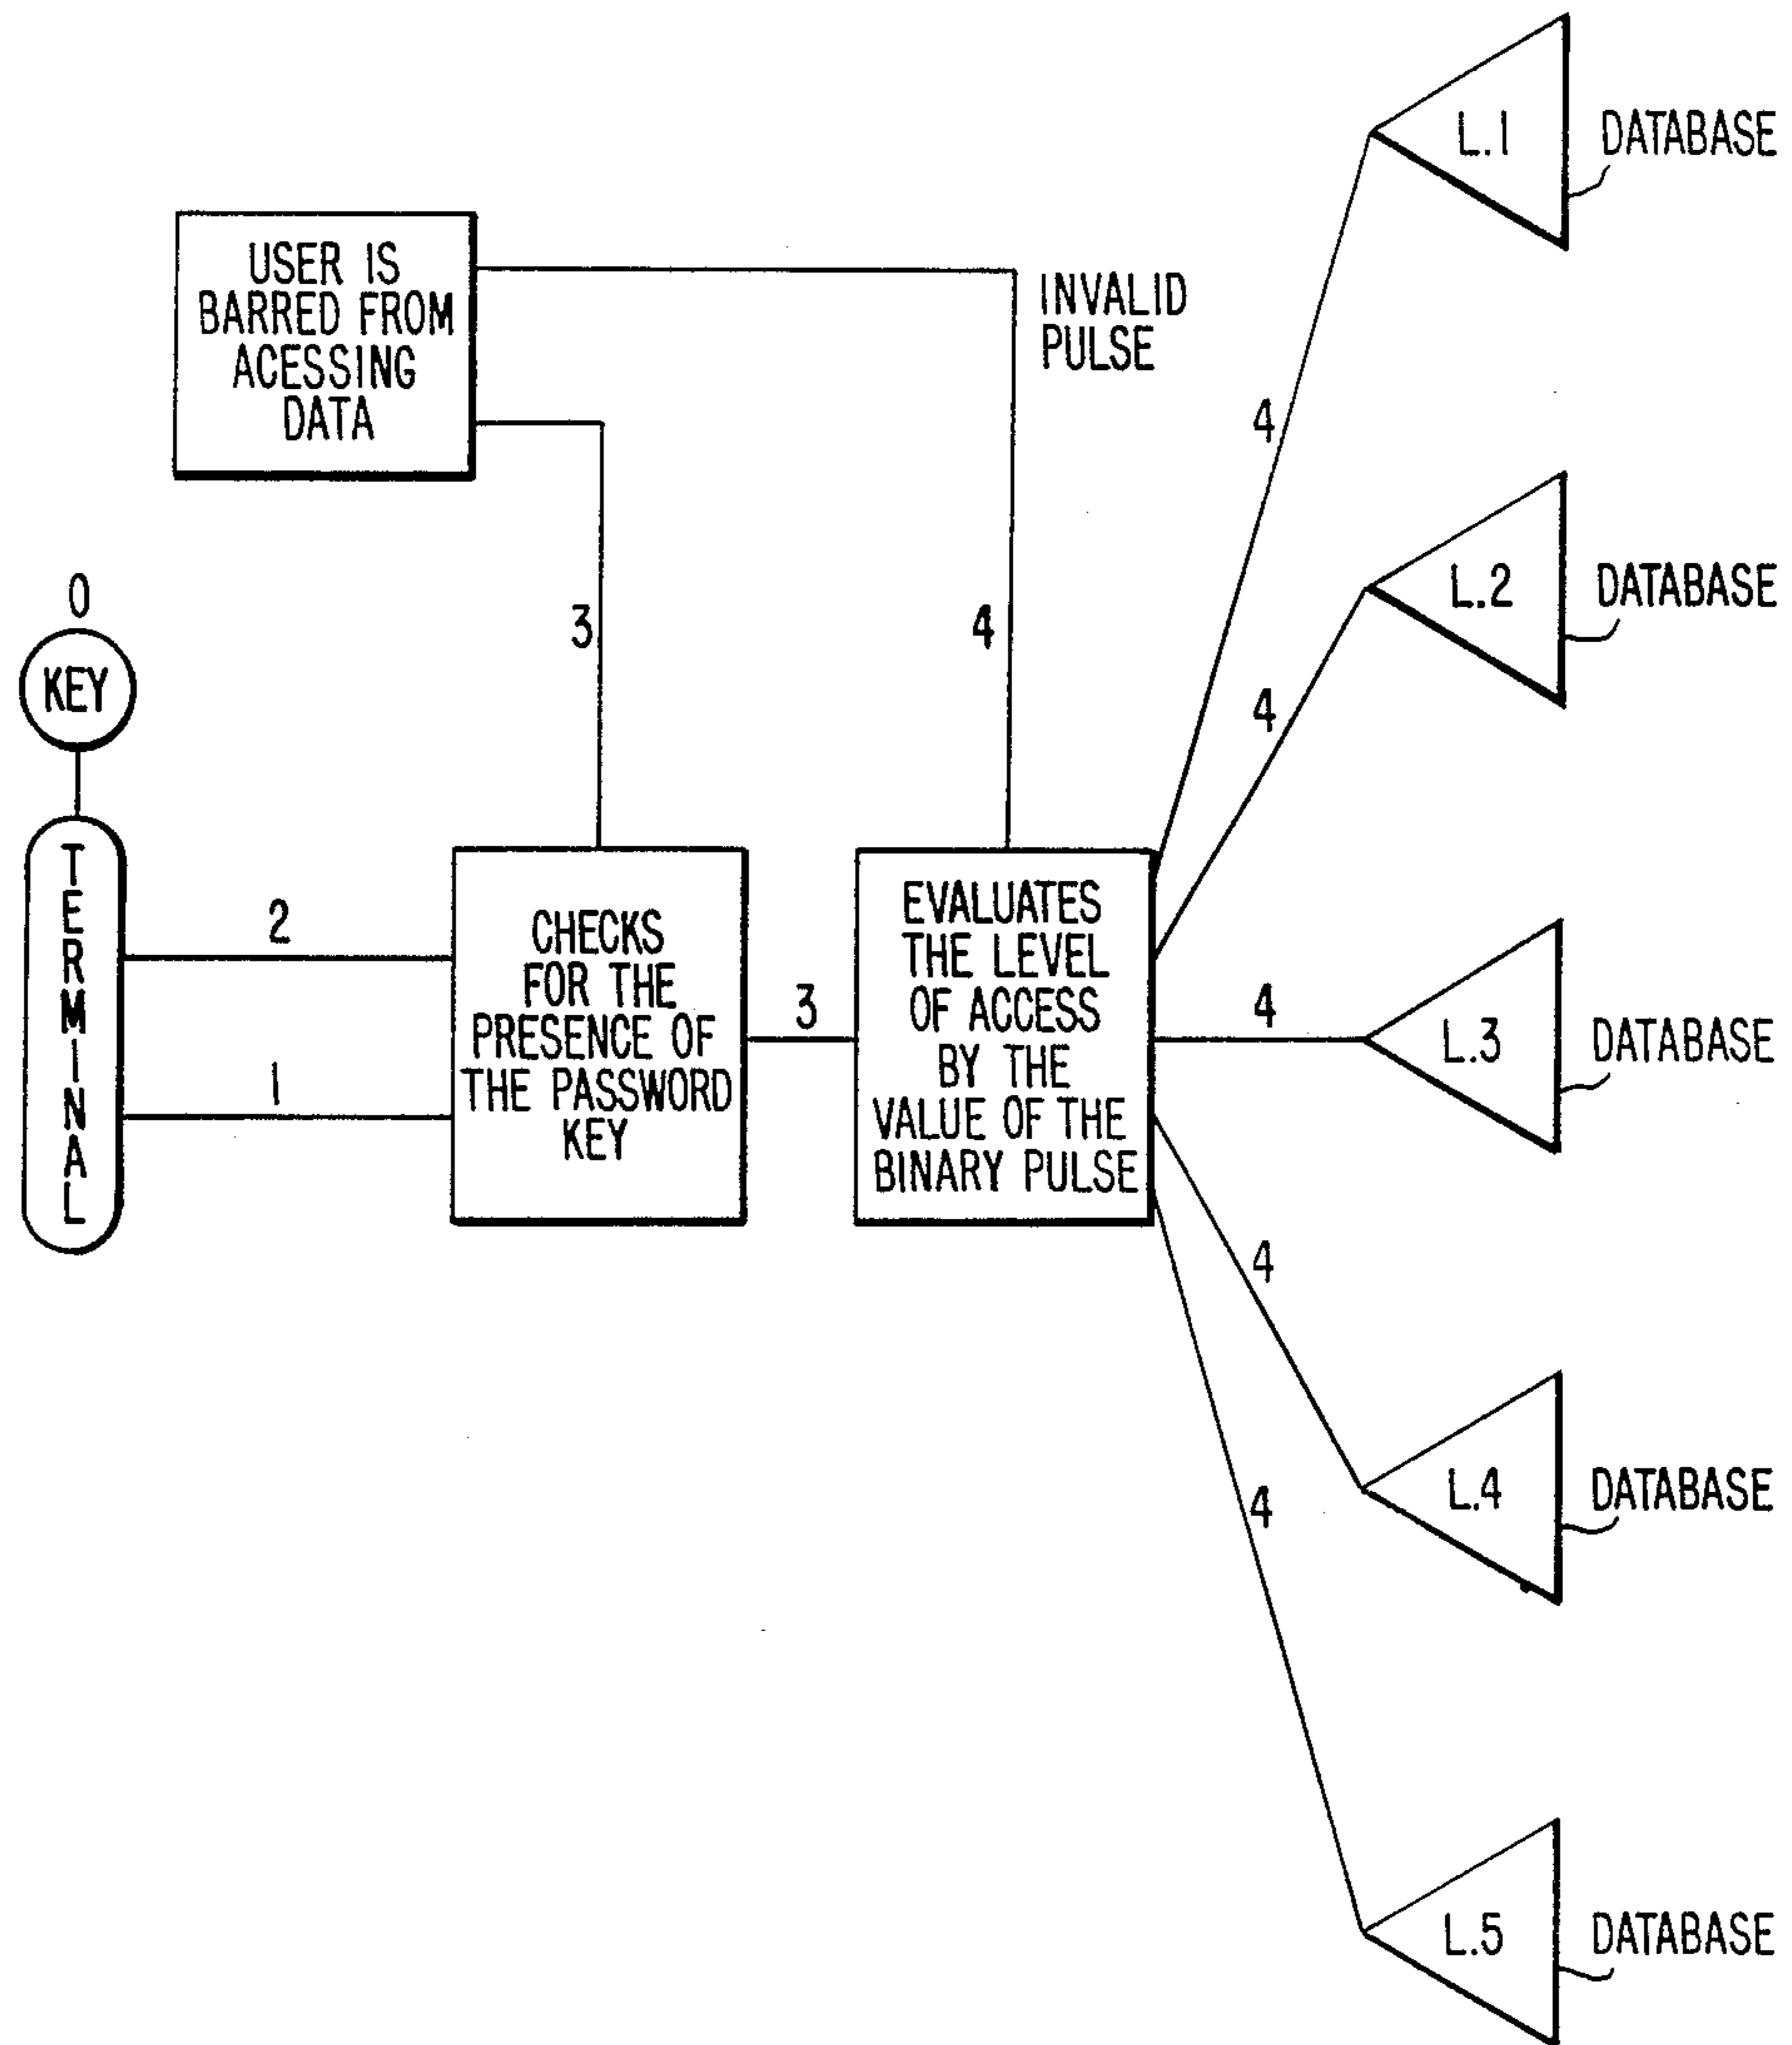 L.1
DATABASE
USER IS
BARRED FROM
ACESSING
DATA
INVALID
PULSE
4
L.2
DATABASE
0
KEY
3
4
4
TERMINAL
2
1
CHECKS
FOR THE
PRESENCE OF
THE PASSWORD
KEY
3
EVALUATES
THE LEVEL
OF ACCESS
BY THE
VALUE OF THE
BINARY PULSE
4
L.3
DATABASE
4
L.4
DATABASE
4
L.5
DATABASE